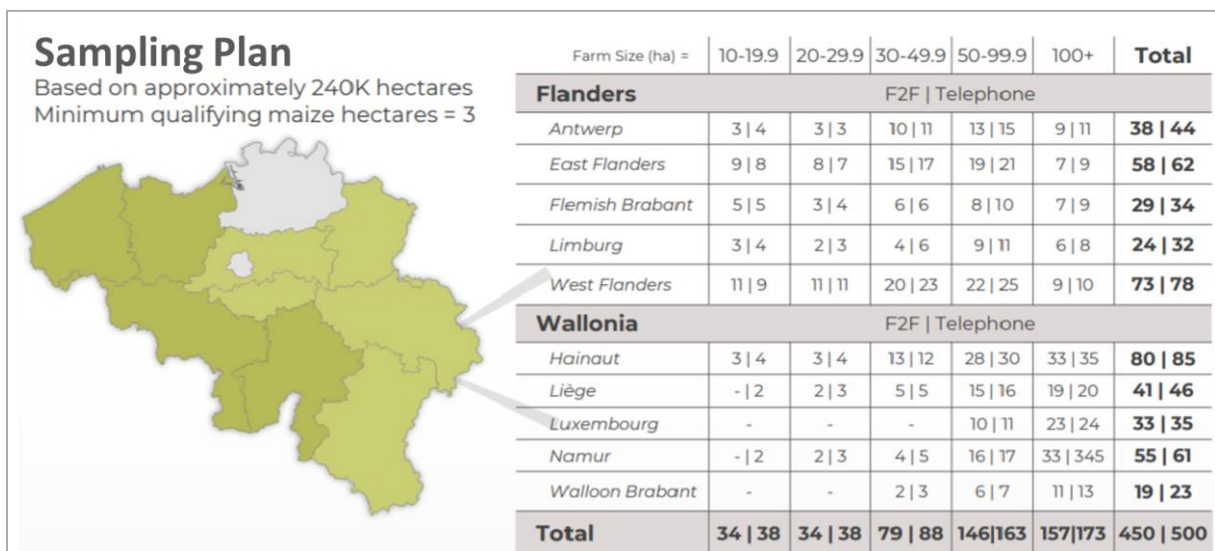 Sampling Plan
Based on approximately 240K hectares
Minimum qualifying maize hectares = 3
Farm Size (ha) = 10-19.9 20-29.9 30-49.9 50-99.9 100+ Total
Flanders F2F | Telephone
Antwerp 3 | 4 3 | 3 10 | 11 13 | 15 9 | 11 38 | 44
East Flanders 9 | 8 8 | 7 15 | 17 19 | 21 7 | 9 58 | 62
Flemish Brabant 5 | 5 3 | 4 6 | 6 8 | 10 7 | 9 29 | 34
Limburg 3 | 4 2 | 3 4 | 6 9 | 11 6 | 8 24 | 32
West Flanders 11 | 9 11 | 11 20 | 23 22 | 25 9 | 10 73 | 78
Wallonia F2F | Telephone
Hainaut 3 | 4 3 | 4 13 | 12 28 | 30 33 | 35 80 | 85
Liège - | 2 2 | 3 5 | 5 15 | 16 19 | 20 41 | 46
Luxembourg - - - 10 | 11 23 | 24 33 | 35
Namur - | 2 2 | 3 4 | 5 16 | 17 33 | 345 55 | 61
Walloon Brabant - - 2 | 3 6 | 7 11 | 13 19 | 23
Total 34 | 38 34 | 38 79 | 88 146|163 157|173 450 | 500